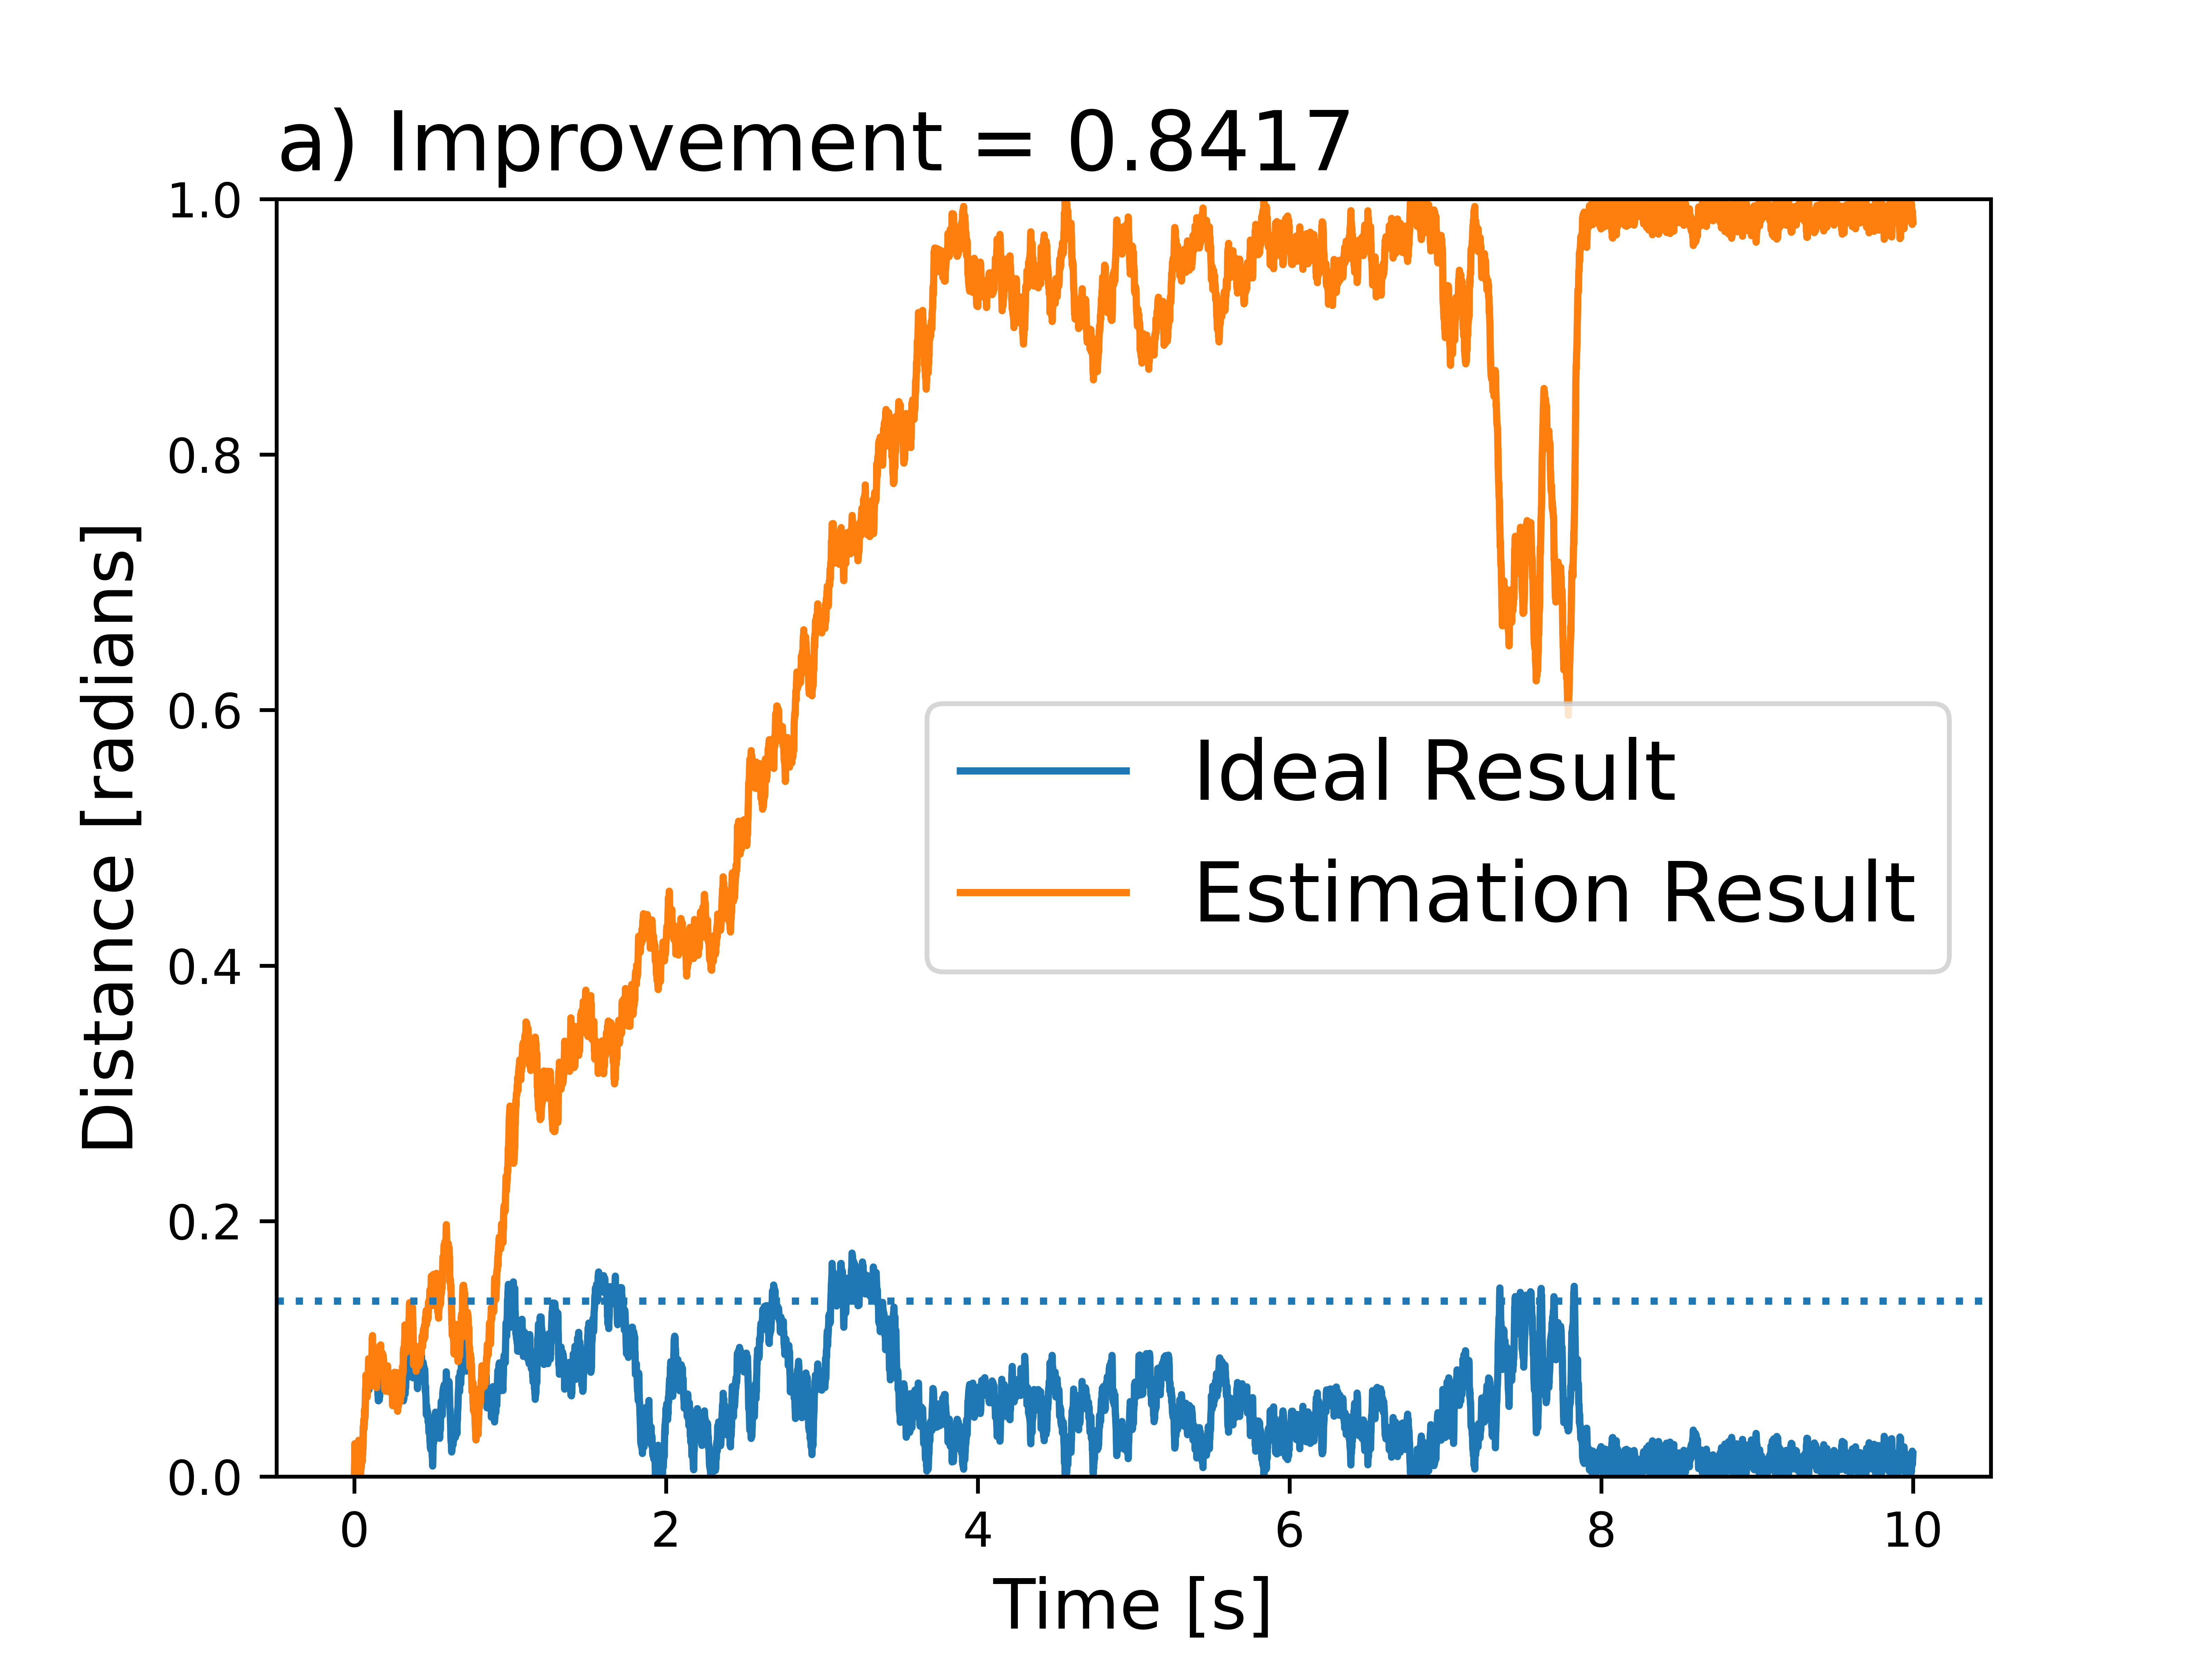 a) Improvement = 0.8417
1.0
0.8
0.6
0.4
0.2
0.0
Distance [radians]
Ideal Result
Estimation Result
0 2 4 6 8 10
Time [s]